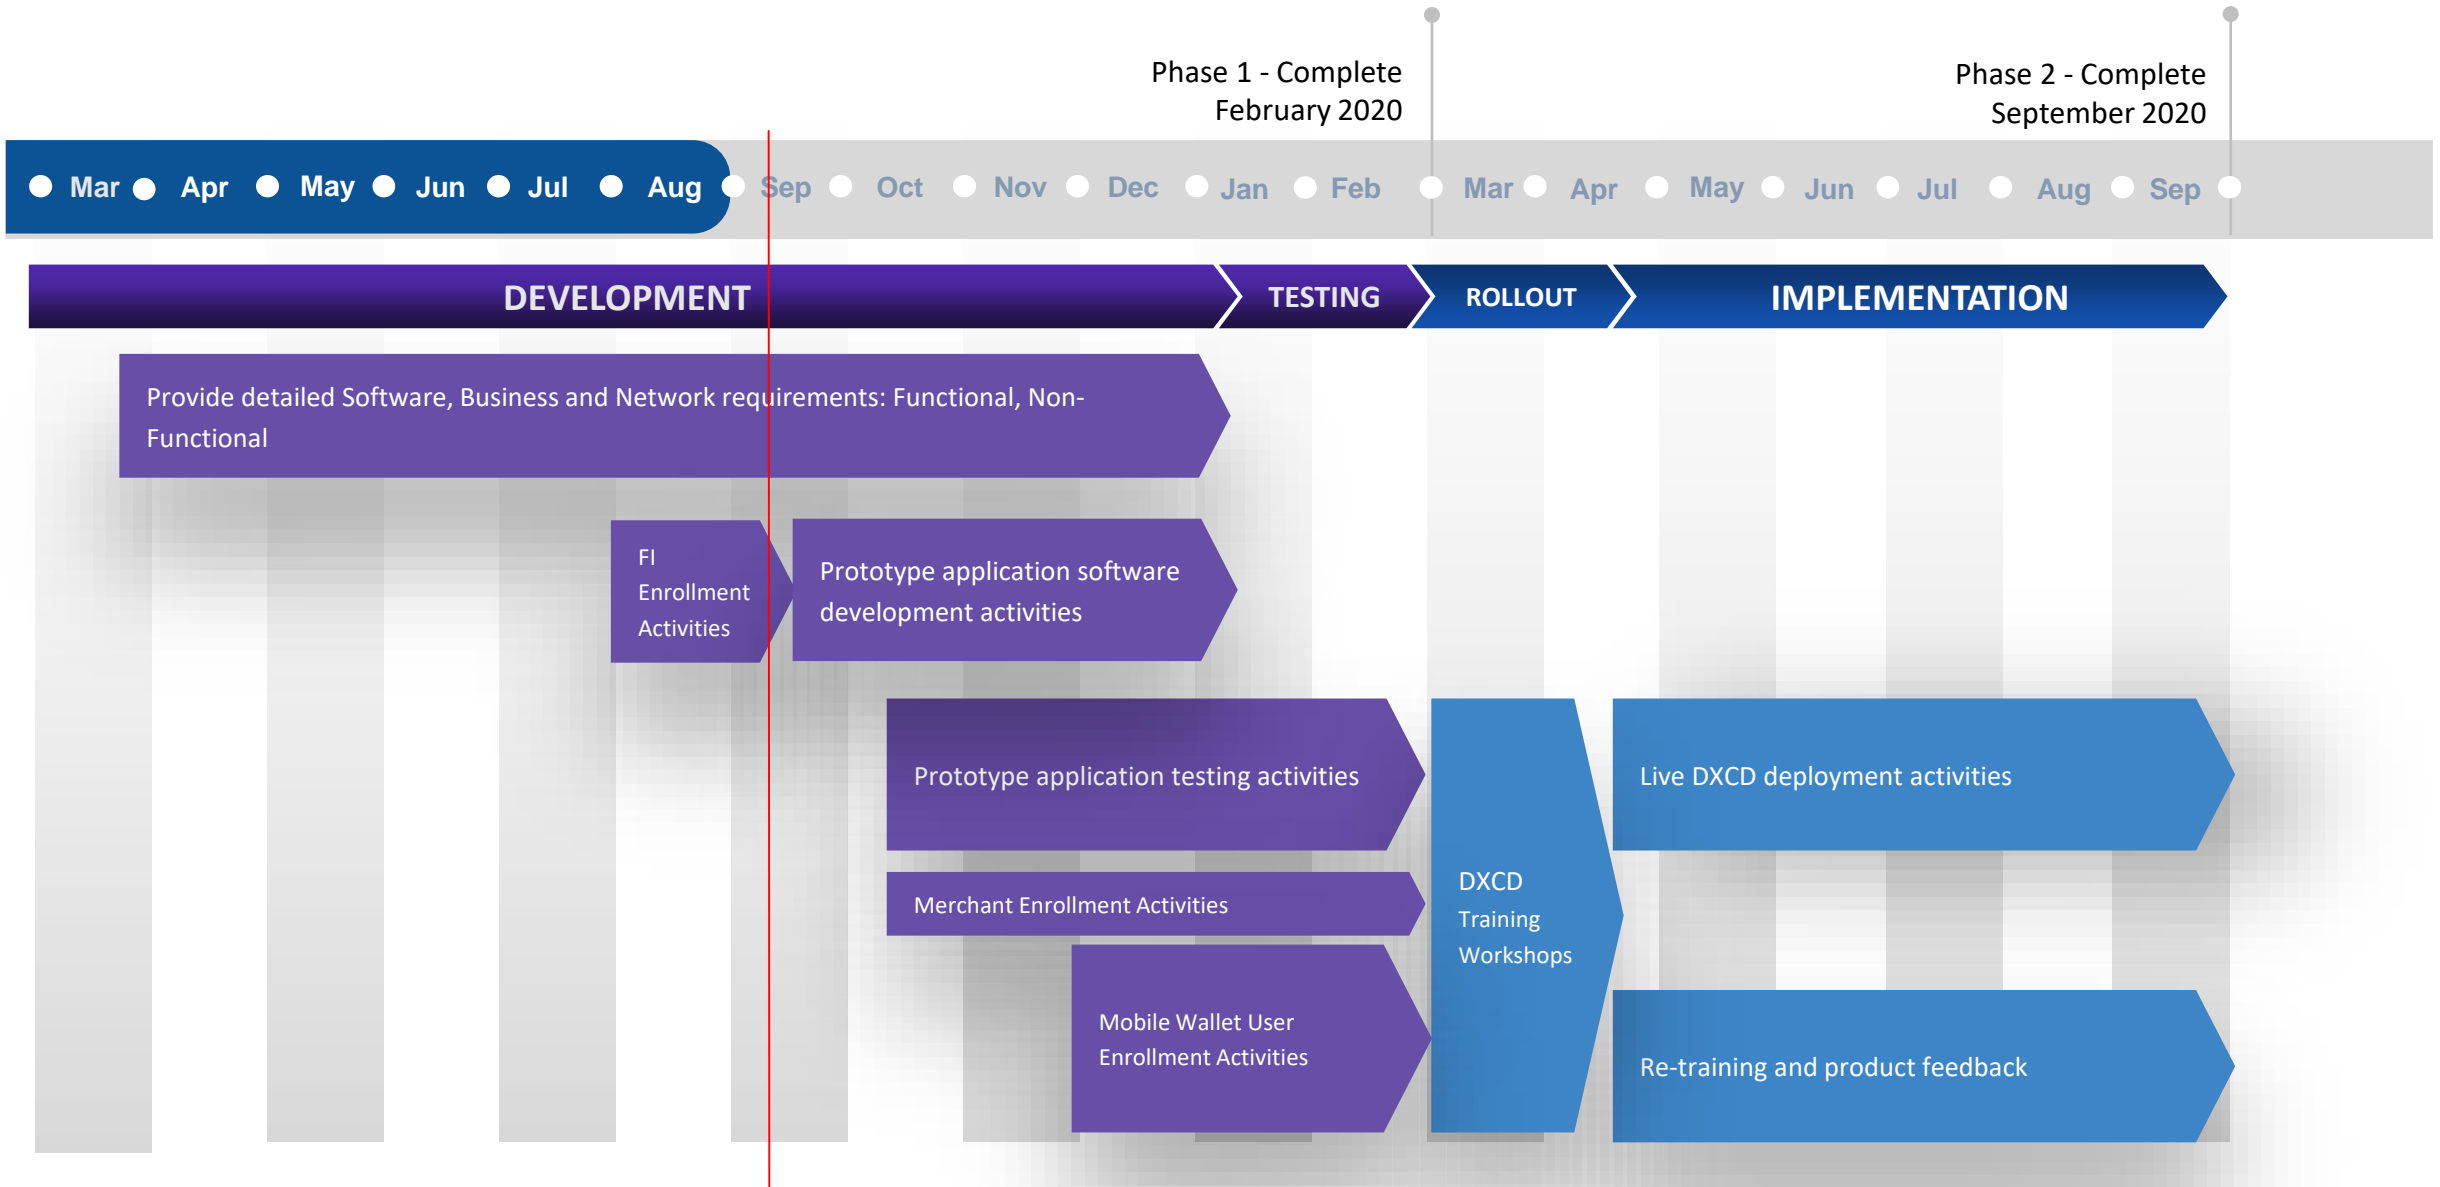 Phase 1 - Complete
February 2020
Phase 2 - Complete
September 2020
Mar Apr May Jun Jul Aug Sep Oct Nov Dec Jan Feb Mar Apr May Jun Jul Aug Sep
DEVELOPMENT TESTING ROLLOUT IMPLEMENTATION
Provide detailed Software, Business and Network requirements: Functional, Non-
Functional
FI
Enrollment
Activities
Prototype application software
development activities
Prototype application testing activities
Merchant Enrollment Activities
Mobile Wallet User
Enrollment Activities
DXCD
Training
Workshops
Live DXCD deployment activities
Re-training and product feedback